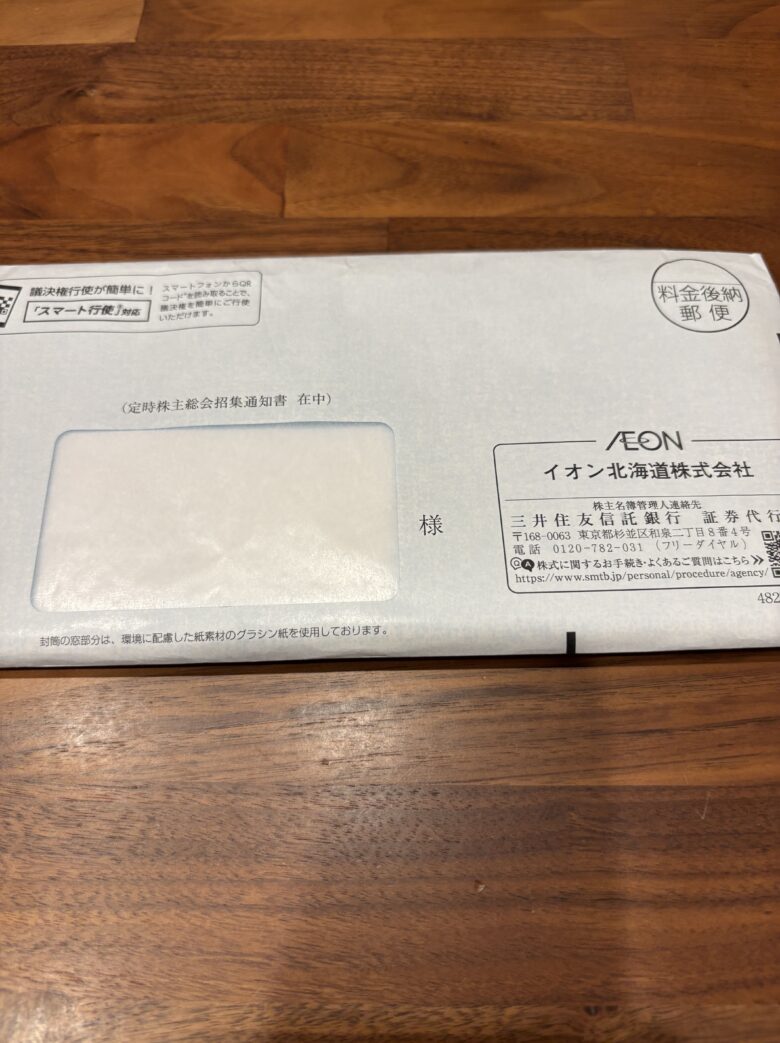 議決権行使が簡単に！
「スマート行使®」対応
スマートフォンからQR
コード®を読み取ることで、
議決権を簡単にご行使
いただけます。
料金後納
郵便
（定時株主総会招集通知書 在中）
様
AEON
イオン北海道株式会社
株主名簿管理人連絡先
三井住友信託銀行 証券代行
〒168-0063 東京都杉並区和泉二丁目8番4号
電話 0120-782-031 （フリーダイヤル）
QA 株式に関するお手続き・よくあるご質問はこちら
https://www.smtb.jp/personal/procedure/agency/
482
封筒の窓部分は、環境に配慮した紙素材のグラシン紙を使用しております。